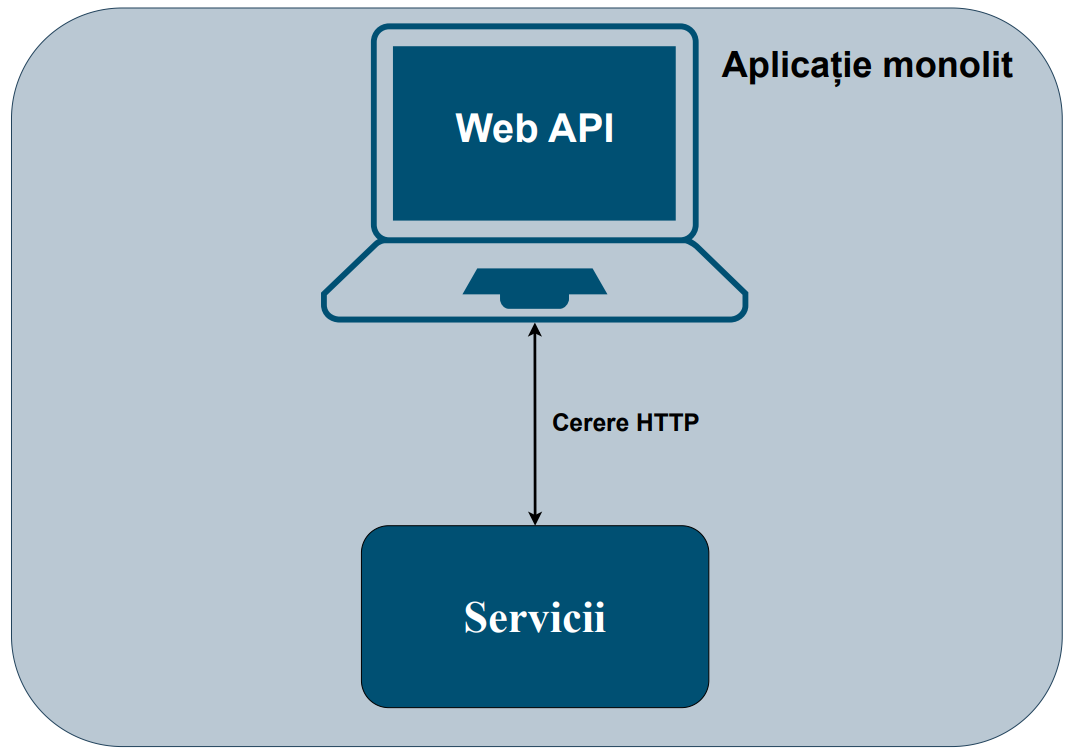 Aplicație monolit
Web API
Cerere HTTP
Servicii